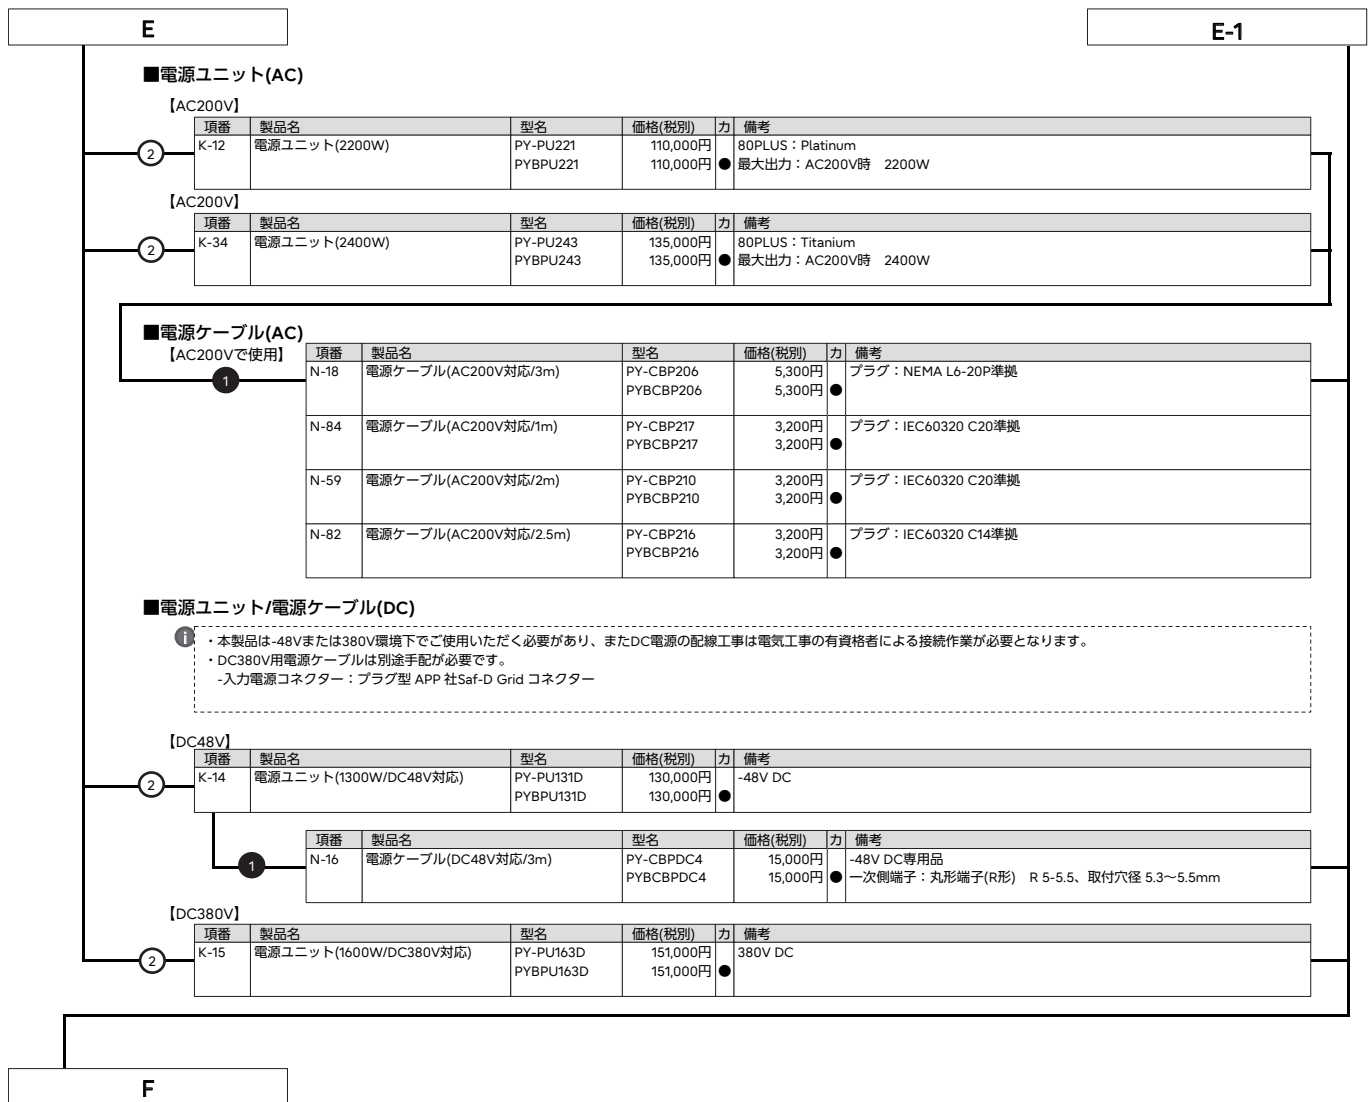 E
E-1
■電源ユニット(AC)
【AC200V】
項番 製品名 型名 価格(税別) カ 備考
② K-12 電源ユニット(2200W) PY-PU221 110,000円 80PLUS：Platinum
PYBPU221 110,000円 ● 最大出力：AC200V時　2200W
【AC200V】
項番 製品名 型名 価格(税別) カ 備考
② K-34 電源ユニット(2400W) PY-PU243 135,000円 80PLUS：Titanium
PYBPU243 135,000円 ● 最大出力：AC200V時　2400W
■電源ケーブル(AC)
【AC200Vで使用】 項番 製品名 型名 価格(税別) カ 備考
❶ N-18 電源ケーブル(AC200V対応/3m) PY-CBP206 5,300円 プラグ：NEMA L6-20P準拠
PYBCBP206 5,300円 ●
N-84 電源ケーブル(AC200V対応/1m) PY-CBP217 3,200円 プラグ：IEC60320 C20準拠
PYBCBP217 3,200円 ●
N-59 電源ケーブル(AC200V対応/2m) PY-CBP210 3,200円 プラグ：IEC60320 C20準拠
PYBCBP210 3,200円 ●
N-82 電源ケーブル(AC200V対応/2.5m) PY-CBP216 3,200円 プラグ：IEC60320 C14準拠
PYBCBP216 3,200円 ●
■電源ユニット/電源ケーブル(DC)
i ・本製品は-48Vまたは380V環境下でご使用いただく必要があり、またDC電源の配線工事は電気工事の有資格者による接続作業が必要となります。
・DC380V用電源ケーブルは別途手配が必要です。
-入力電源コネクター：プラグ型 APP 社Saf-D Grid コネクター
【DC48V】
項番 製品名 型名 価格(税別) カ 備考
② K-14 電源ユニット(1300W/DC48V対応) PY-PU131D 130,000円 -48V DC
PYBPU131D 130,000円 ●
項番 製品名 型名 価格(税別) カ 備考
❶ N-16 電源ケーブル(DC48V対応/3m) PY-CBPDC4 15,000円 -48V DC専用品
PYBCBPDC4 15,000円 ● 一次側端子：丸形端子(R形)　R 5-5.5、取付穴径 5.3～5.5mm
【DC380V】
項番 製品名 型名 価格(税別) カ 備考
② K-15 電源ユニット(1600W/DC380V対応) PY-PU163D 151,000円 380V DC
PYBPU163D 151,000円 ●
F